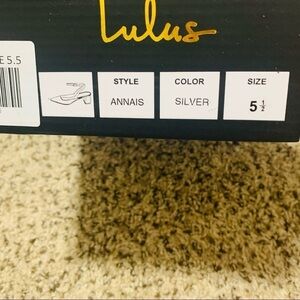 Lulus
E 5.5
STYLE
ANNAIS
COLOR
SILVER
SIZE
5 ½